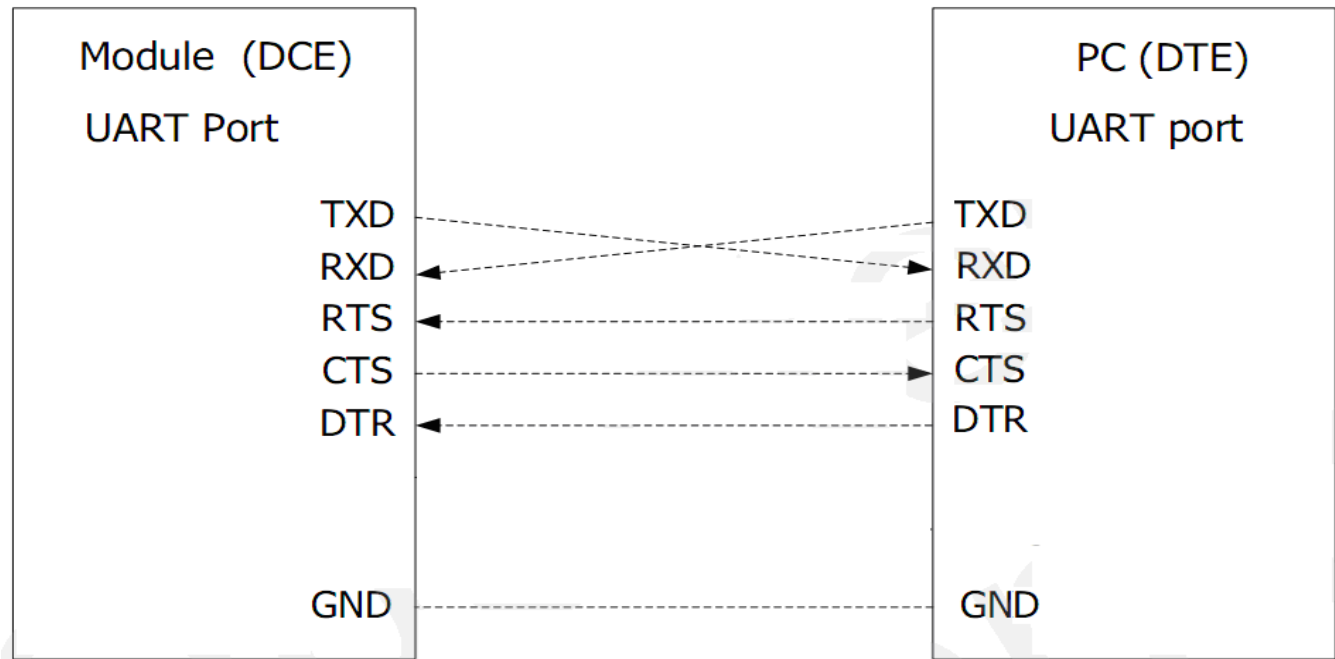 Module (DCE)
UART Port
TXD
RXD
RTS
CTS
DTR
GND
PC (DTE)
UART port
TXD
RXD
RTS
CTS
DTR
GND